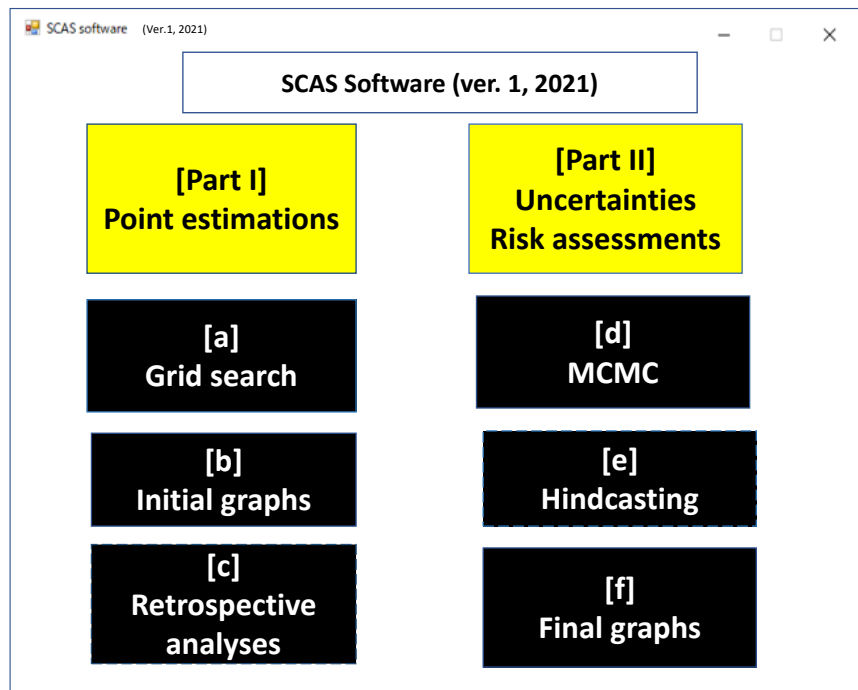 SCAS software (Ver.1, 2021)
SCAS Software (ver. 1, 2021)
[Part I]
Point estimations
[Part II]
Uncertainties
Risk assessments
[a]
Grid search
[b]
Initial graphs
[c]
Retrospective
analyses
[d]
MCMC
[e]
Hindcasting
[f]
Final graphs